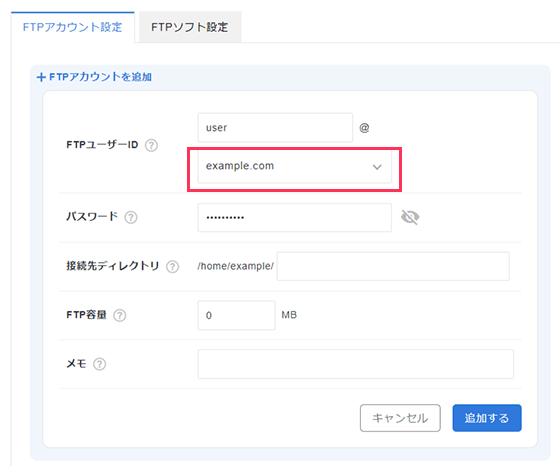 FTPアカウント設定 FTPソフト設定
+ FTPアカウントを追加
FTPユーザーID ? user @
example.com
パスワード ? ••••••••••
接続先ディレクトリ ? /home/example/
FTP容量 ? 0 MB
メモ ?
キャンセル 追加する